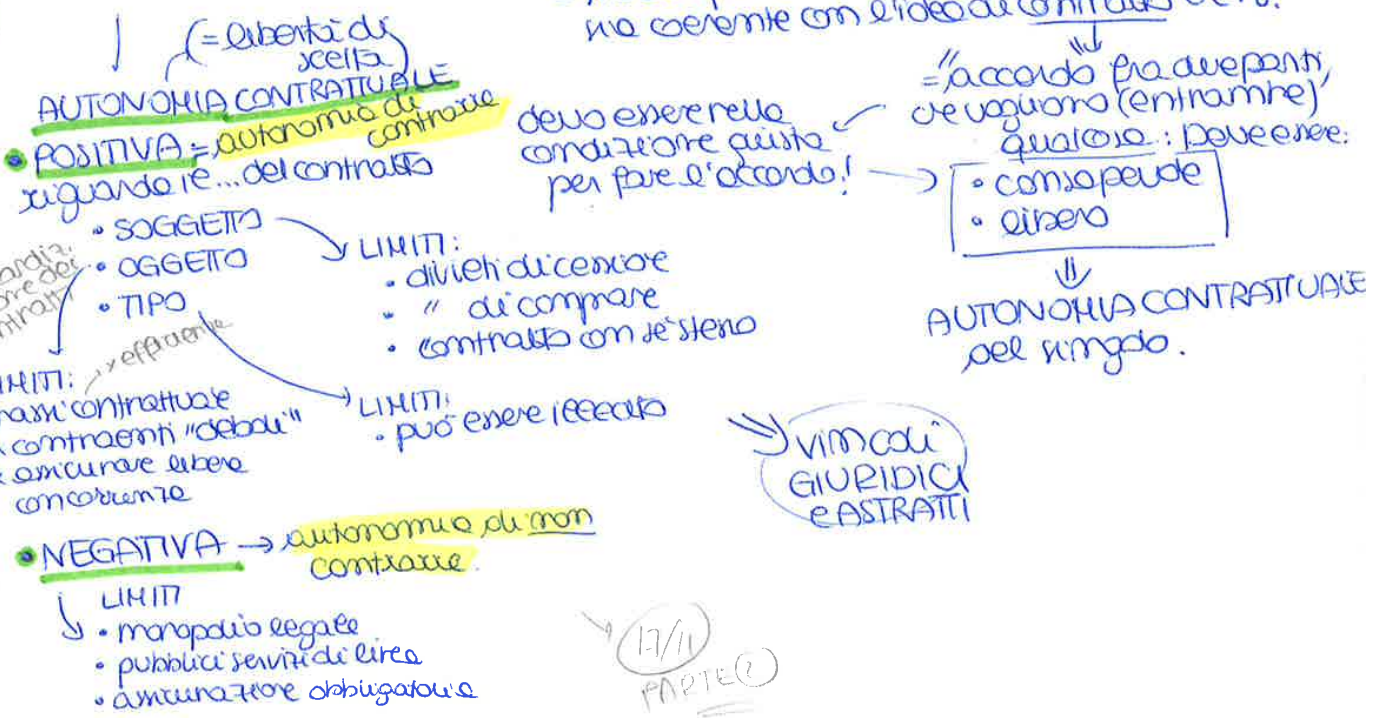 sia coerente con l'idea di contratto
(= libertà di
scelta)
AUTONOMIA CONTRATTUALE
• POSITIVA = autonomia di
contrarre
riguarda i/e... del contratto
• SOGGETTO
• OGGETTO
• TIPO
LIMITI:
• divieti di cessione
• " di comprare
• contratto con sé stesso
x efficiente
LIMITI:
contrattuale
contraenti "deboli"
assicurare libera
concorrenza
LIMITI:
• può essere illecito
• NEGATIVA → autonomia di non
contrarre.
LIMITI
• monopolio legale
• pubblici servizi di linea
• assicurazione obbligatoria
= "accordo fra due parti,
che vogliono (entrambe)
qualcosa: Deve essere:
• consapevole
• libero
devo essere nella
condizione giusta
per fare l'accordo!
AUTONOMIA CONTRATTUALE
del singolo.
vincoli
GIURIDICI
e ASTRATTI
17/11
PARTE 2